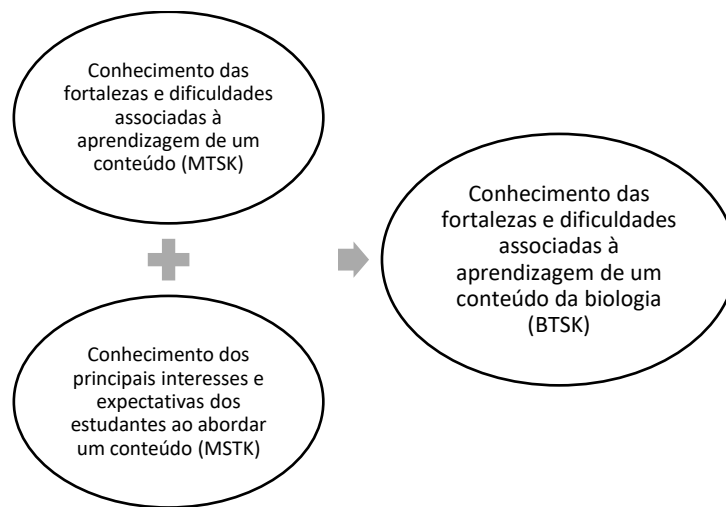 Conhecimento das
fortalezas e dificuldades
associadas à
aprendizagem de um
conteúdo (MTSK)
Conhecimento dos
principais interesses e
expectativas dos
estudantes ao abordar
um conteúdo (MSTK)
Conhecimento das
fortalezas e dificuldades
associadas à
aprendizagem de um
conteúdo da biologia
(BTSK)